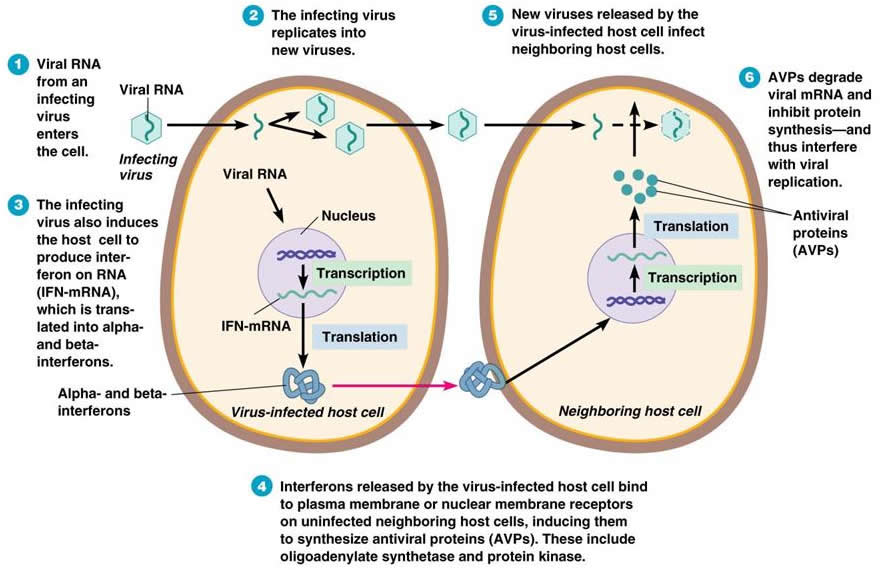 1 Viral RNA
from an
infecting
virus
enters
the cell.
2 The infecting virus
replicates into
new viruses.
5 New viruses released by the
virus-infected host cell infect
neighboring host cells.
6 AVPs degrade
viral mRNA and
inhibit protein
synthesis—and
thus interfere
with viral
replication.
Viral RNA
Infecting
virus
3 The infecting
virus also induces
the host cell to
produce inter-
feron on RNA
(IFN-mRNA),
which is trans-
lated into alpha-
and beta-
interferons.
Viral RNA
Nucleus
Transcription
IFN-mRNA
Translation
Alpha- and beta-
interferons
Virus-infected host cell
Antiviral
proteins
(AVPs)
Translation
Transcription
Neighboring host cell
4 Interferons released by the virus-infected host cell bind
to plasma membrane or nuclear membrane receptors
on uninfected neighboring host cells, inducing them
to synthesize antiviral proteins (AVPs). These include
oligoadenylate synthetase and protein kinase.